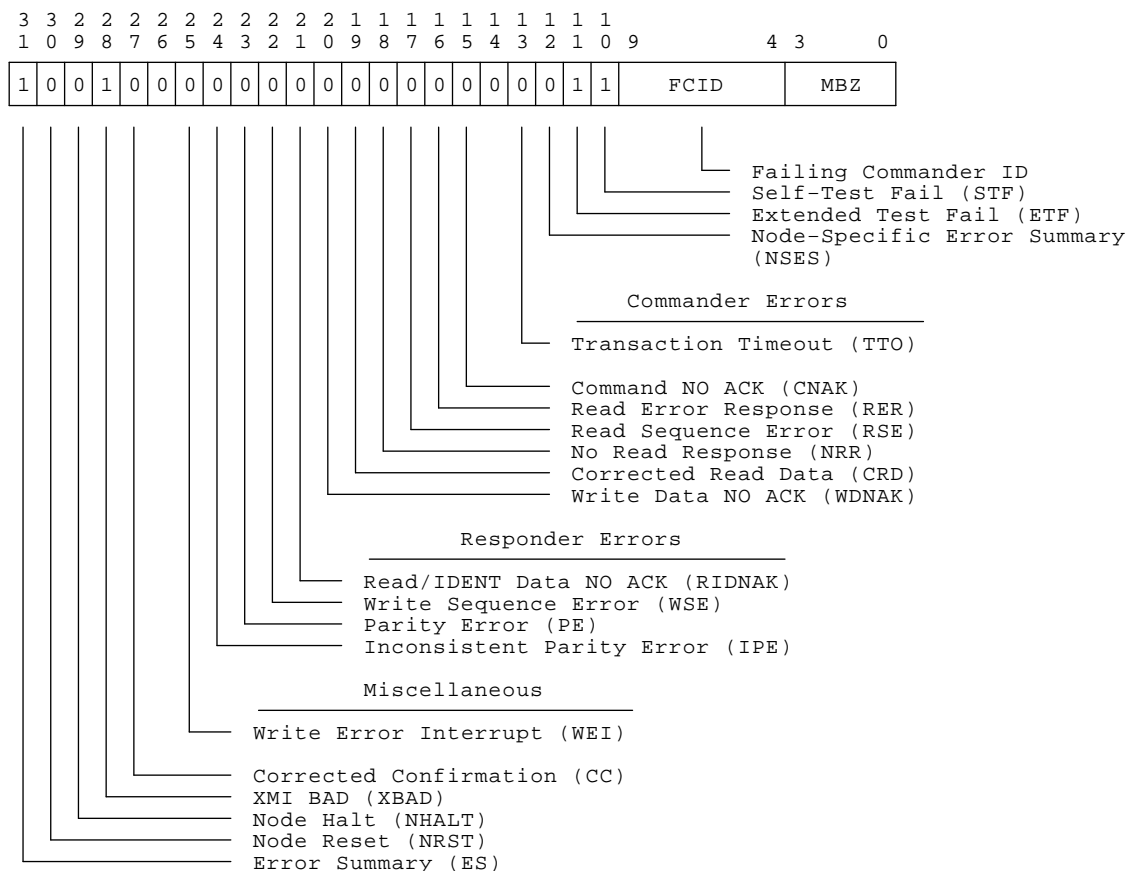 3 3 2 2 2 2 2 2 2 2 2 2 1 1 1 1 1 1 1 1 1 1
1 0 9 8 7 6 5 4 3 2 1 0 9 8 7 6 5 4 3 2 1 0 9 4 3 0
1 0 0 1 0 0 0 0 0 0 0 0 0 0 0 0 0 0 0 0 1 1 FCID MBZ
Failing Commander ID
Self-Test Fail (STF)
Extended Test Fail (ETF)
Node-Specific Error Summary
(NSES)
Commander Errors
Transaction Timeout (TTO)
Command NO ACK (CNAK)
Read Error Response (RER)
Read Sequence Error (RSE)
No Read Response (NRR)
Corrected Read Data (CRD)
Write Data NO ACK (WDNAK)
Responder Errors
Read/IDENT Data NO ACK (RIDNAK)
Write Sequence Error (WSE)
Parity Error (PE)
Inconsistent Parity Error (IPE)
Miscellaneous
Write Error Interrupt (WEI)
Corrected Confirmation (CC)
XMI BAD (XBAD)
Node Halt (NHALT)
Node Reset (NRST)
Error Summary (ES)